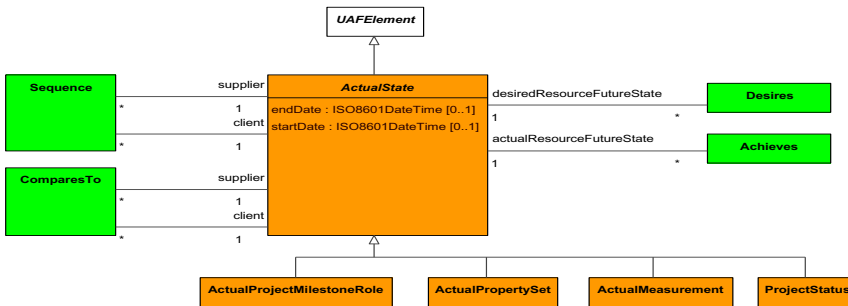 UAFElement
Sequence
supplier
*
1
client
*
1
ActualState
endDate : ISO8601DateTime [0..1]
startDate : ISO8601DateTime [0..1]
desiredResourceFutureState
1
*
Desires
actualResourceFutureState
1
*
Achieves
ComparesTo
supplier
*
1
client
*
1
ActualProjectMilestoneRole
ActualPropertySet
ActualMeasurement
ProjectStatus